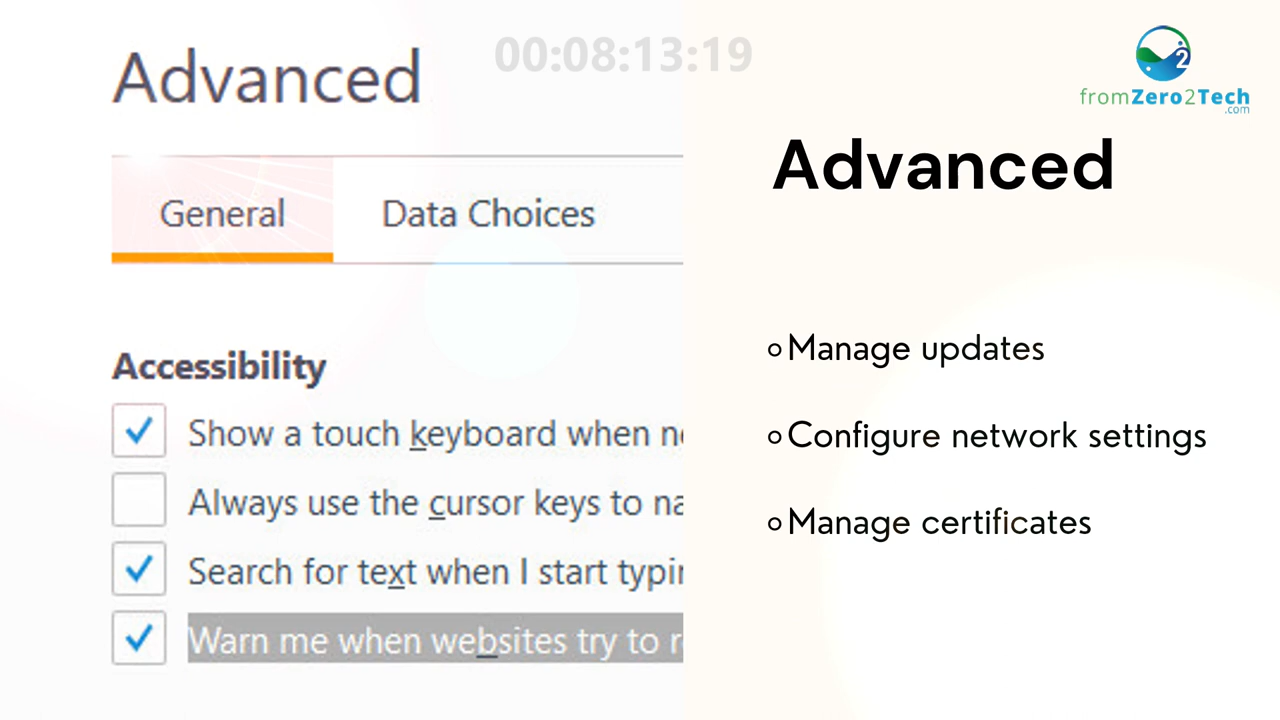 00:08:13:19
Advanced
General
Data Choices
Accessibility
Show a touch keyboard when
Always use the cursor keys to
Search for text when I start
Warn me when websites try to
2
fromZero2Tech
.com
Advanced
Manage updates
Configure network settings
Manage certificates